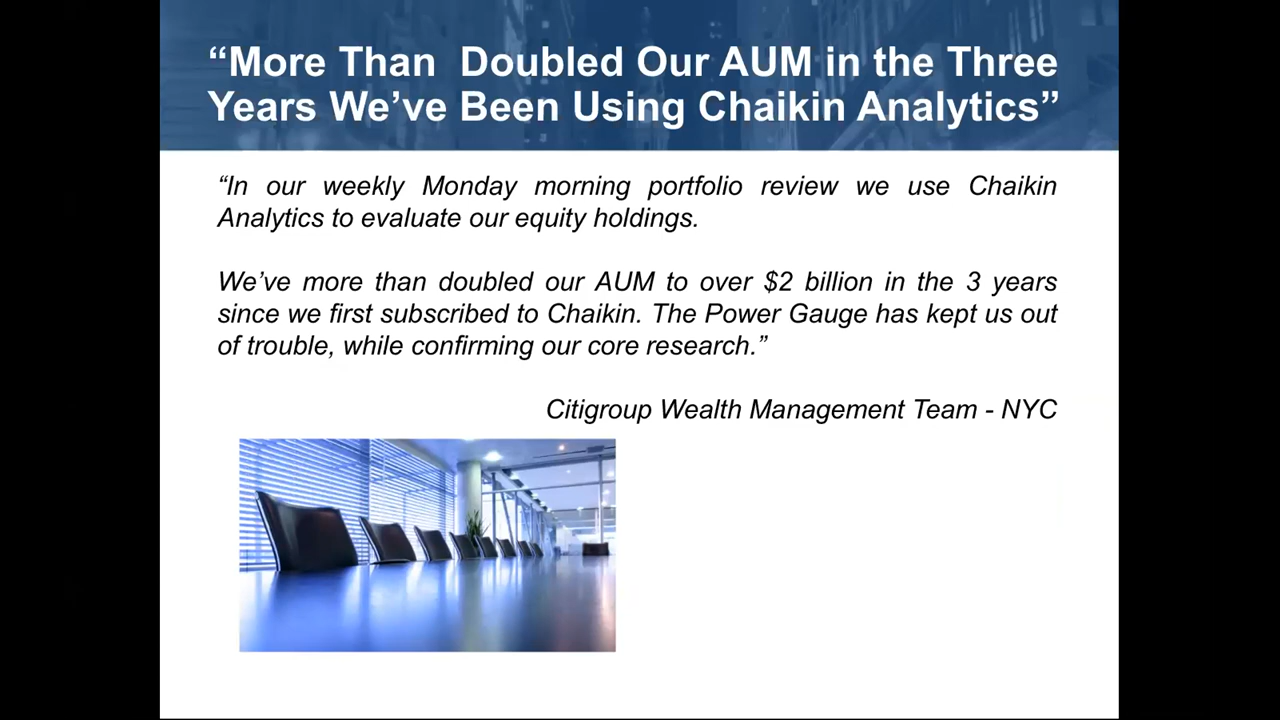 “More Than  Doubled Our AUM in the Three
Years We’ve Been Using Chaikin Analytics”
“In our weekly Monday morning portfolio review we use Chaikin
Analytics to evaluate our equity holdings.
We’ve more than doubled our AUM to over $2 billion in the 3 years
since we first subscribed to Chaikin. The Power Gauge has kept us out
of trouble, while confirming our core research.”
Citigroup Wealth Management Team - NYC